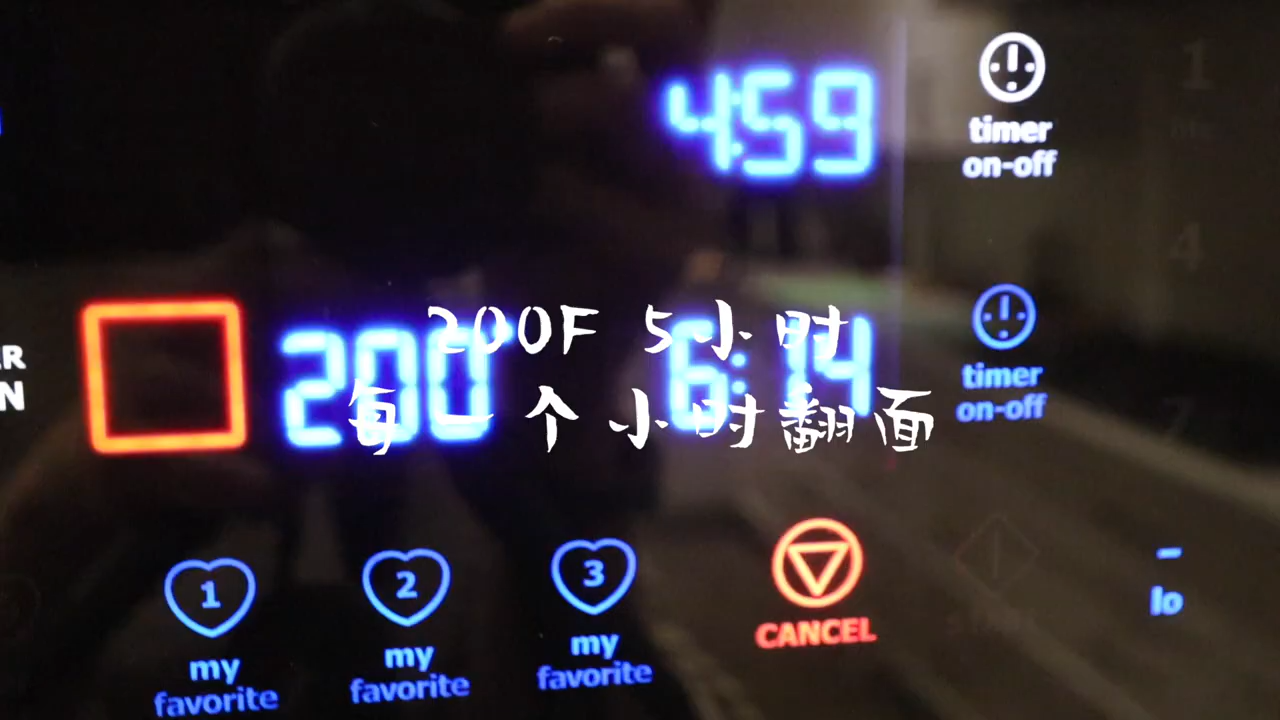 4:59
timer
on-off
200F 5小时
每一个小时翻面
200° 6:14
timer
on-off
1
my
favorite
2
my
favorite
3
my
favorite
CANCEL
lo